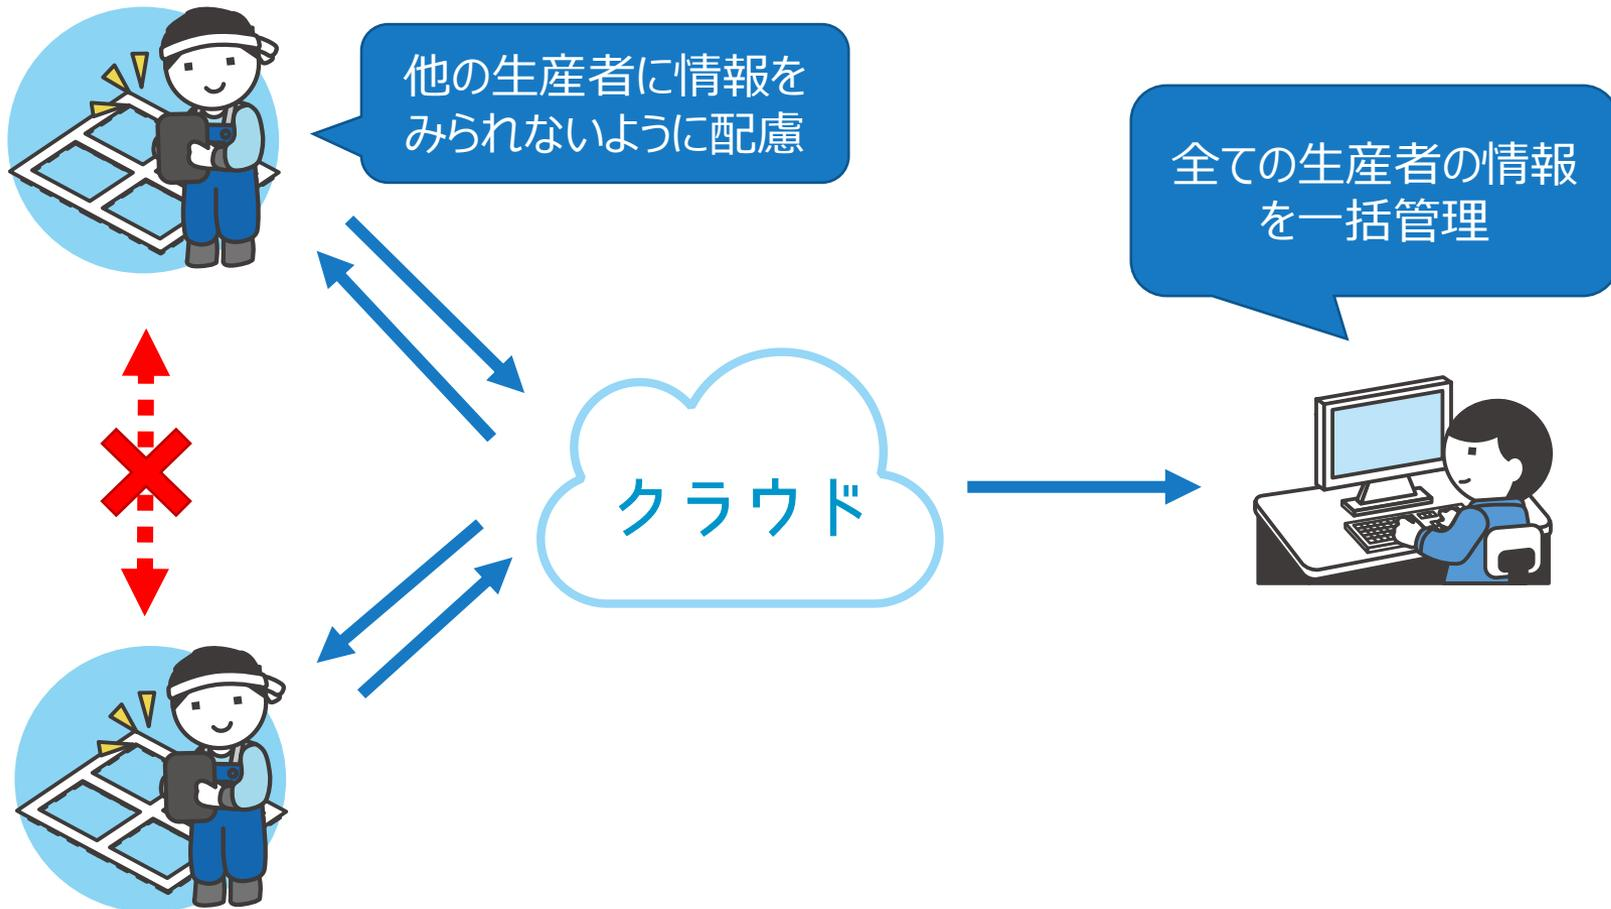 他の生産者に情報を
みられないように配慮
全ての生産者の情報
を一括管理
クラウド